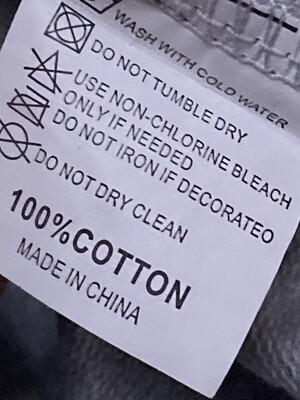 WASH WITH COLD WATER
DO NOT TUMBLE DRY
USE NON-CHLORINE BLEACH
ONLY IF NEEDED
DO NOT IRON IF DECORATEO
DO NOT DRY CLEAN
100%COTTON
MADE IN CHINA